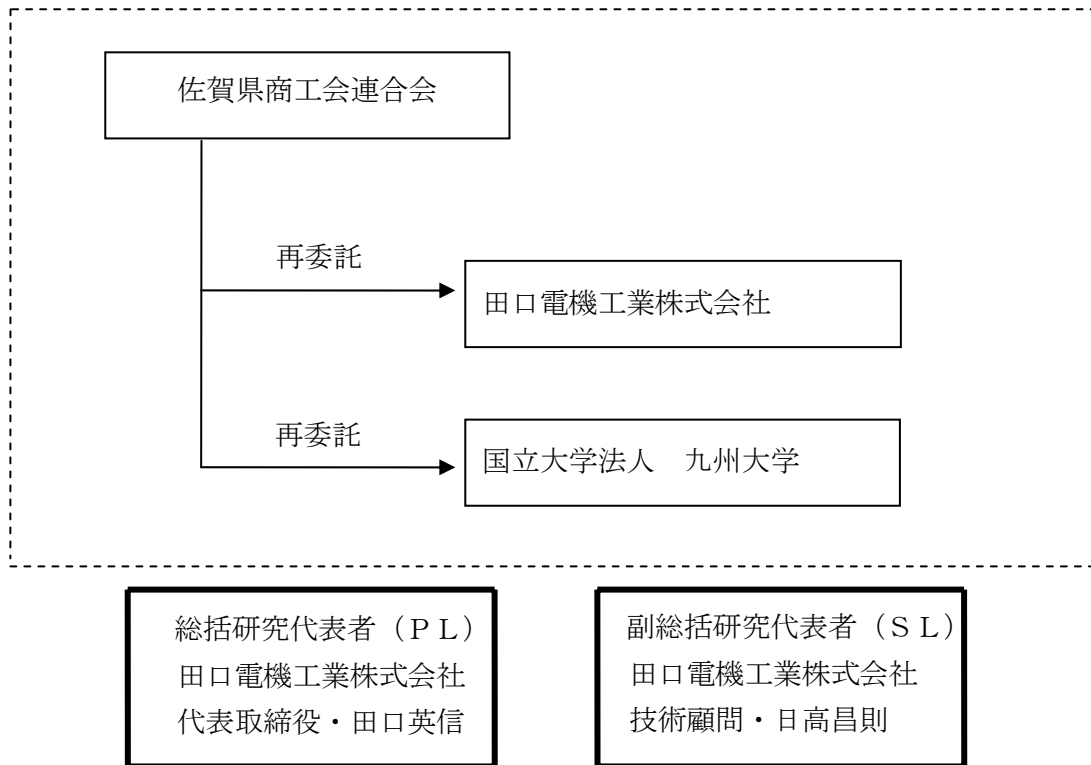 佐賀県商工会連合会
再委託
田口電機工業株式会社
再委託
国立大学法人　九州大学
総括研究代表者（ＰＬ）
田口電機工業株式会社
代表取締役・田口英信
副総括研究代表者（ＳＬ）
田口電機工業株式会社
技術顧問・日高昌則